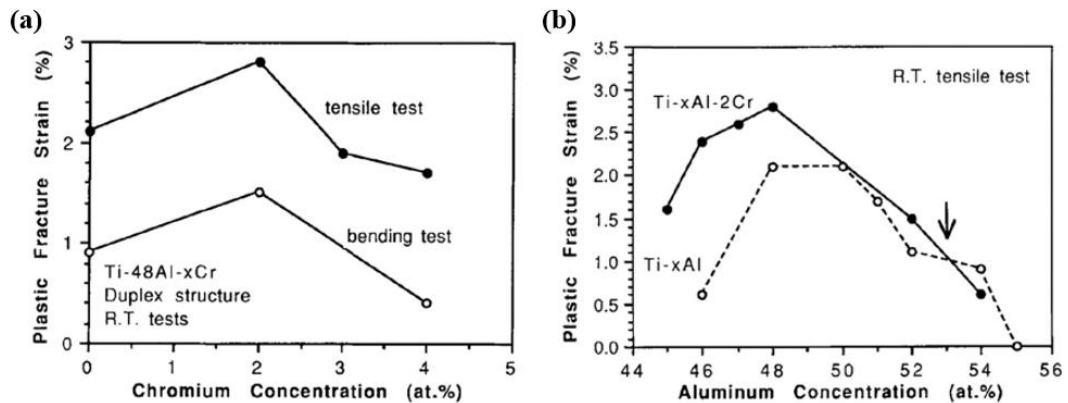 (a)
Plastic Fracture Strain (%)
3
2
1
0
tensile test
bending test
Ti-48Al-xCr
Duplex structure
R.T. tests
0 1 2 3 4 5
Chromium Concentration (at.%)
(b)
Plastic Fracture Strain (%)
3.5
3.0
2.5
2.0
1.5
1.0
0.5
0.0
R.T. tensile test
Ti-xAl-2Cr
Ti-xAl
44 46 48 50 52 54 56
Aluminum Concentration (at.%)